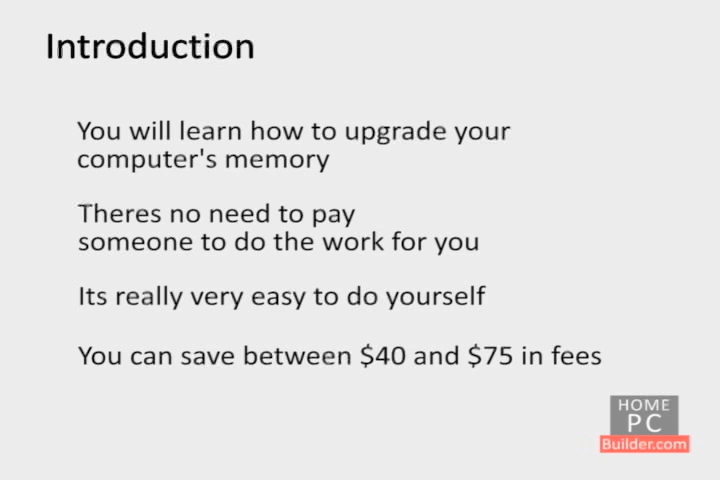 Introduction
You will learn how to upgrade your
computer's memory
Theres no need to pay
someone to do the work for you
Its really very easy to do yourself
You can save between $40 and $75 in fees
HOME
PC
Builder.com